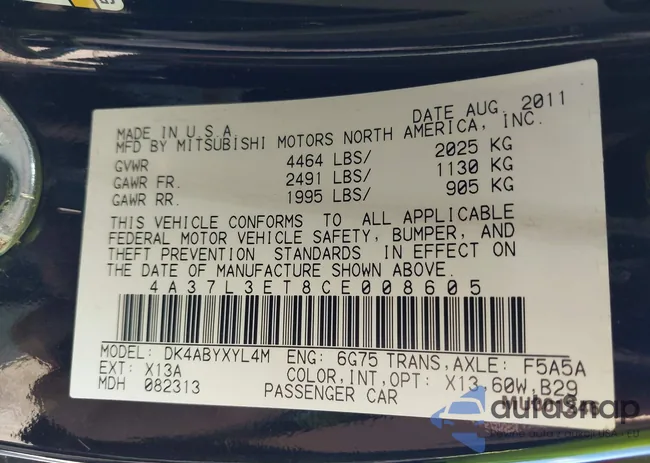 DATE AUG. 2011
MADE IN U.S.A.
MFD BY MITSUBISHI MOTORS NORTH AMERICA, INC.
GVWR 4464 LBS/ 2025 KG
GAWR FR. 2491 LBS/ 1130 KG
GAWR RR. 1995 LBS/ 905 KG
THIS VEHICLE CONFORMS TO ALL APPLICABLE
FEDERAL MOTOR VEHICLE SAFETY, BUMPER, AND
THEFT PREVENTION STANDARDS IN EFFECT ON
THE DATE OF MANUFACTURE SHOWN ABOVE.
4A37L3ET8CE008605
MODEL: DK4ABYXYL4M ENG: 6G75 TRANS,AXLE: F5A5A
EXT: X13A COLOR,INT,OPT: X13,60W,B29
MDH 082313 PASSENGER CAR
autosnap